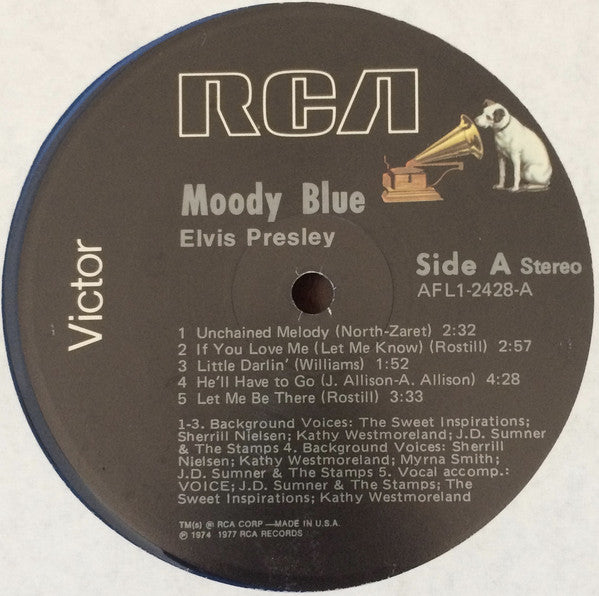 RCA
Moody Blue
Elvis Presley
Victor
Side A Stereo
AFL1-2428-A
1 Unchained Melody (North-Zaret) 2:32
2 If You Love Me (Let Me Know) (Rostill) 2:57
3 Little Darlin' (Williams) 1:52
4 He'll Have to Go (J. Allison-A. Allison) 4:28
5 Let Me Be There (Rostill) 3:33
1-3. Background Voices: The Sweet Inspirations;
Sherrill Nielsen; Kathy Westmoreland; J.D. Sumner
& The Stamps 4. Background Voices: Sherrill
Nielsen; Kathy Westmoreland; Myrna Smith;
J.D. Sumner & The Stamps 5. Vocal accomp.:
VOICE; J.D. Sumner & The Stamps; The
Sweet Inspirations; Kathy Westmoreland
TM(s) ® RCA CORP —MADE IN U.S.A.
℗ 1974 1977 RCA RECORDS